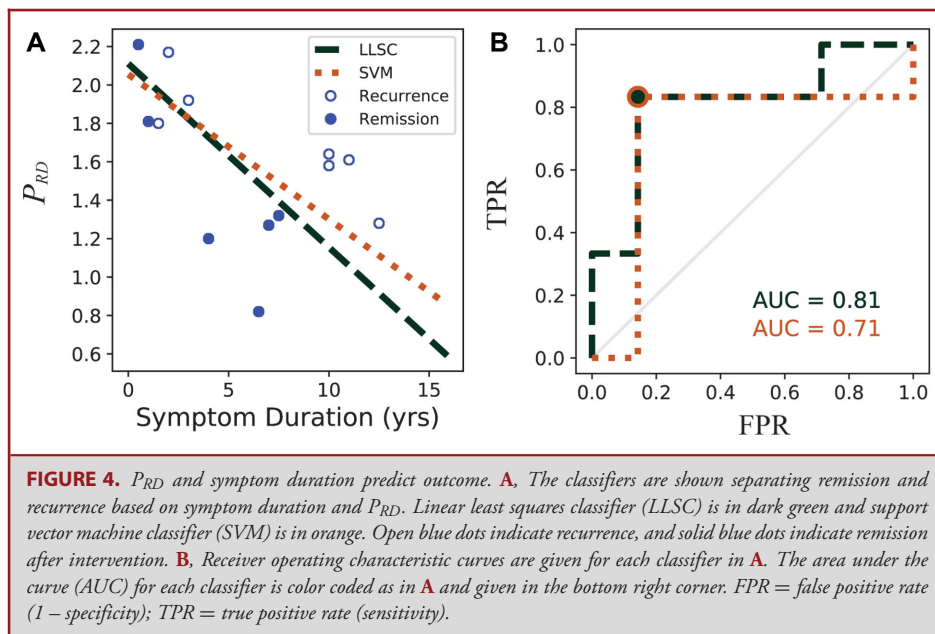 A
B
2.2
2.0
1.8
1.6
1.4
1.2
1.0
0.8
0.6
P_RD
0
5
10
15
Symptom Duration (yrs)
LLSC
SVM
Recurrence
Remission
1.0
0.8
0.6
0.4
0.2
0.0
TPR
0.0
0.2
0.4
0.6
0.8
1.0
FPR
AUC = 0.81
AUC = 0.71
FIGURE 4. P_RD and symptom duration predict outcome. A, The classifiers are shown separating remission and
recurrence based on symptom duration and P_RD. Linear least squares classifier (LLSC) is in dark green and support
vector machine classifier (SVM) is in orange. Open blue dots indicate recurrence, and solid blue dots indicate remission
after intervention. B, Receiver operating characteristic curves are given for each classifier in A. The area under the
curve (AUC) for each classifier is color coded as in A and given in the bottom right corner. FPR = false positive rate
(1 – specificity); TPR = true positive rate (sensitivity).